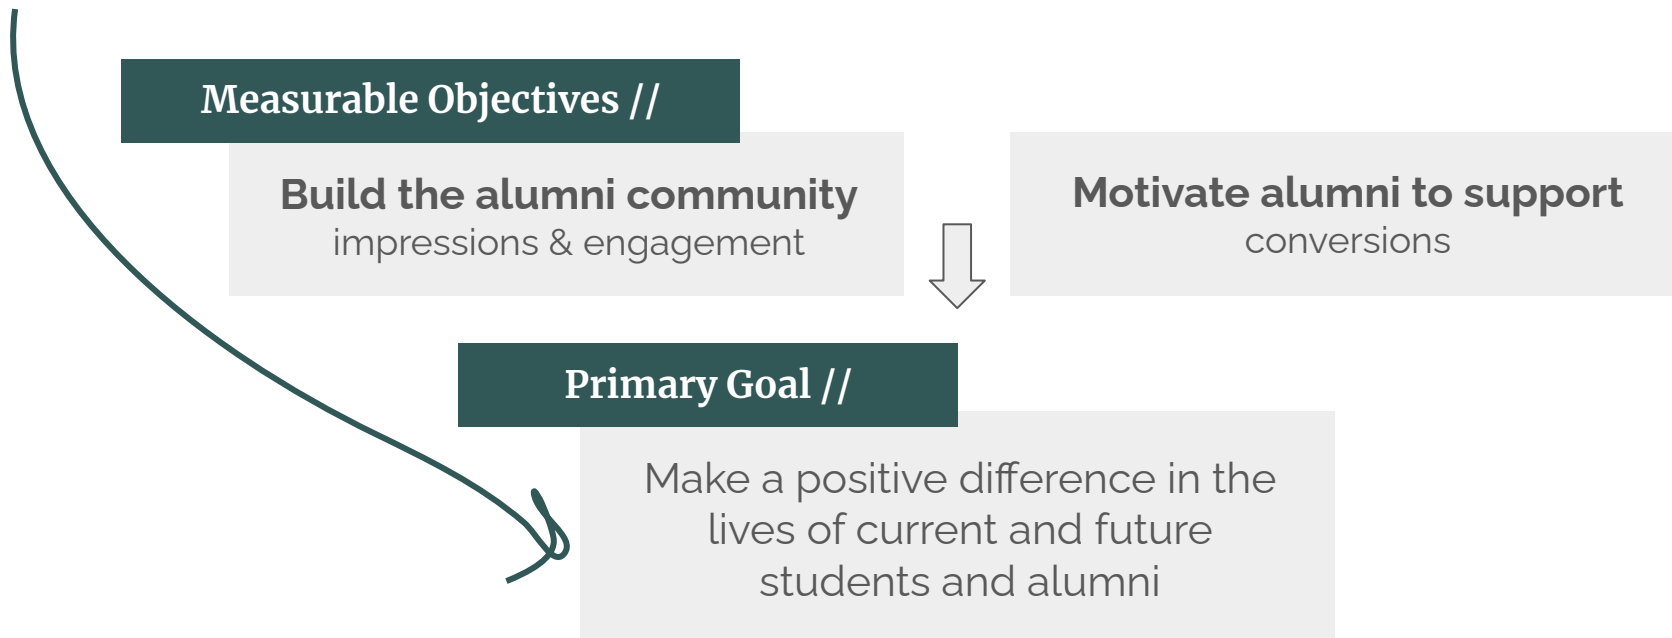 Measurable Objectives //
Build the alumni community
impressions & engagement
Motivate alumni to support
conversions
Primary Goal //
Make a positive difference in the
lives of current and future
students and alumni